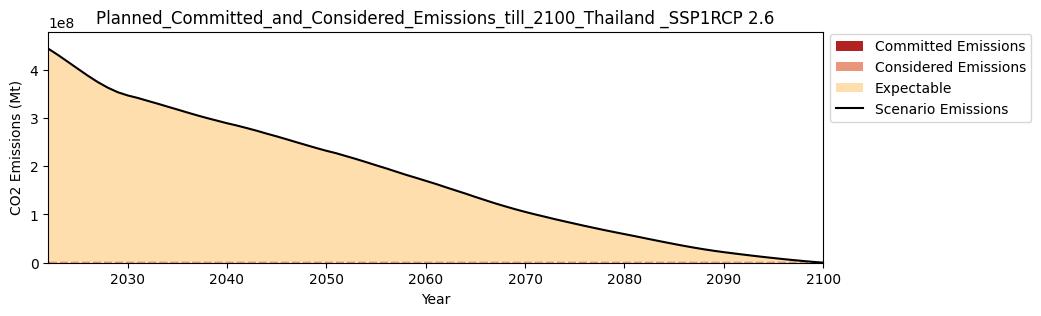 Planned_Committed_and_Considered_Emissions_till_2100_Thailand _SSP1RCP 2.6
1e8
4
3
2
1
0
CO2 Emissions (Mt)
2030 2040 2050 2060 2070 2080 2090 2100
Year
Committed Emissions
Considered Emissions
Expectable
Scenario Emissions